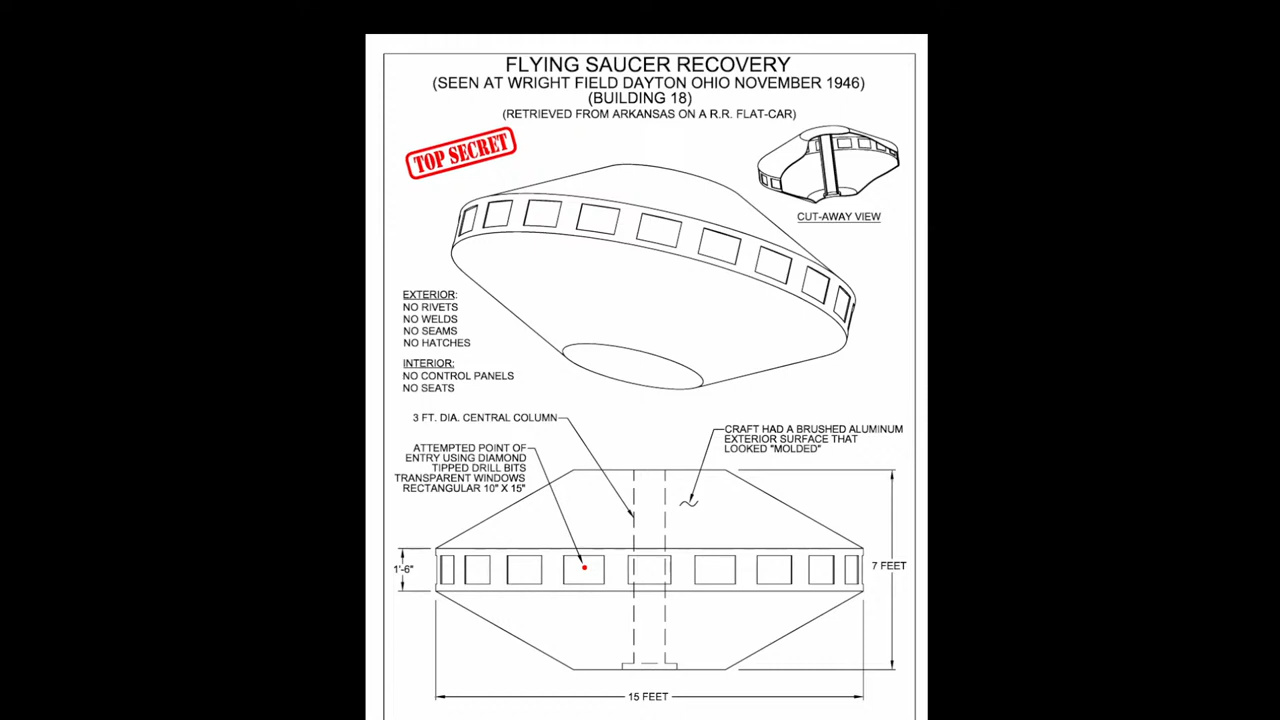 FLYING SAUCER RECOVERY
(SEEN AT WRIGHT FIELD DAYTON OHIO NOVEMBER 1946)
(BUILDING 18)
(RETRIEVED FROM ARKANSAS ON A R.R. FLAT-CAR)
TOP SECRET
CUT-AWAY VIEW
EXTERIOR:
NO RIVETS
NO WELDS
NO SEAMS
NO HATCHES
INTERIOR:
NO CONTROL PANELS
NO SEATS
3 FT. DIA. CENTRAL COLUMN
CRAFT HAD A BRUSHED ALUMINUM
EXTERIOR SURFACE THAT
LOOKED "MOLDED"
ATTEMPTED POINT OF
ENTRY USING DIAMOND
TIPPED DRILL BITS
TRANSPARENT WINDOWS
RECTANGULAR 10" X 15"
1'-6"
7 FEET
15 FEET